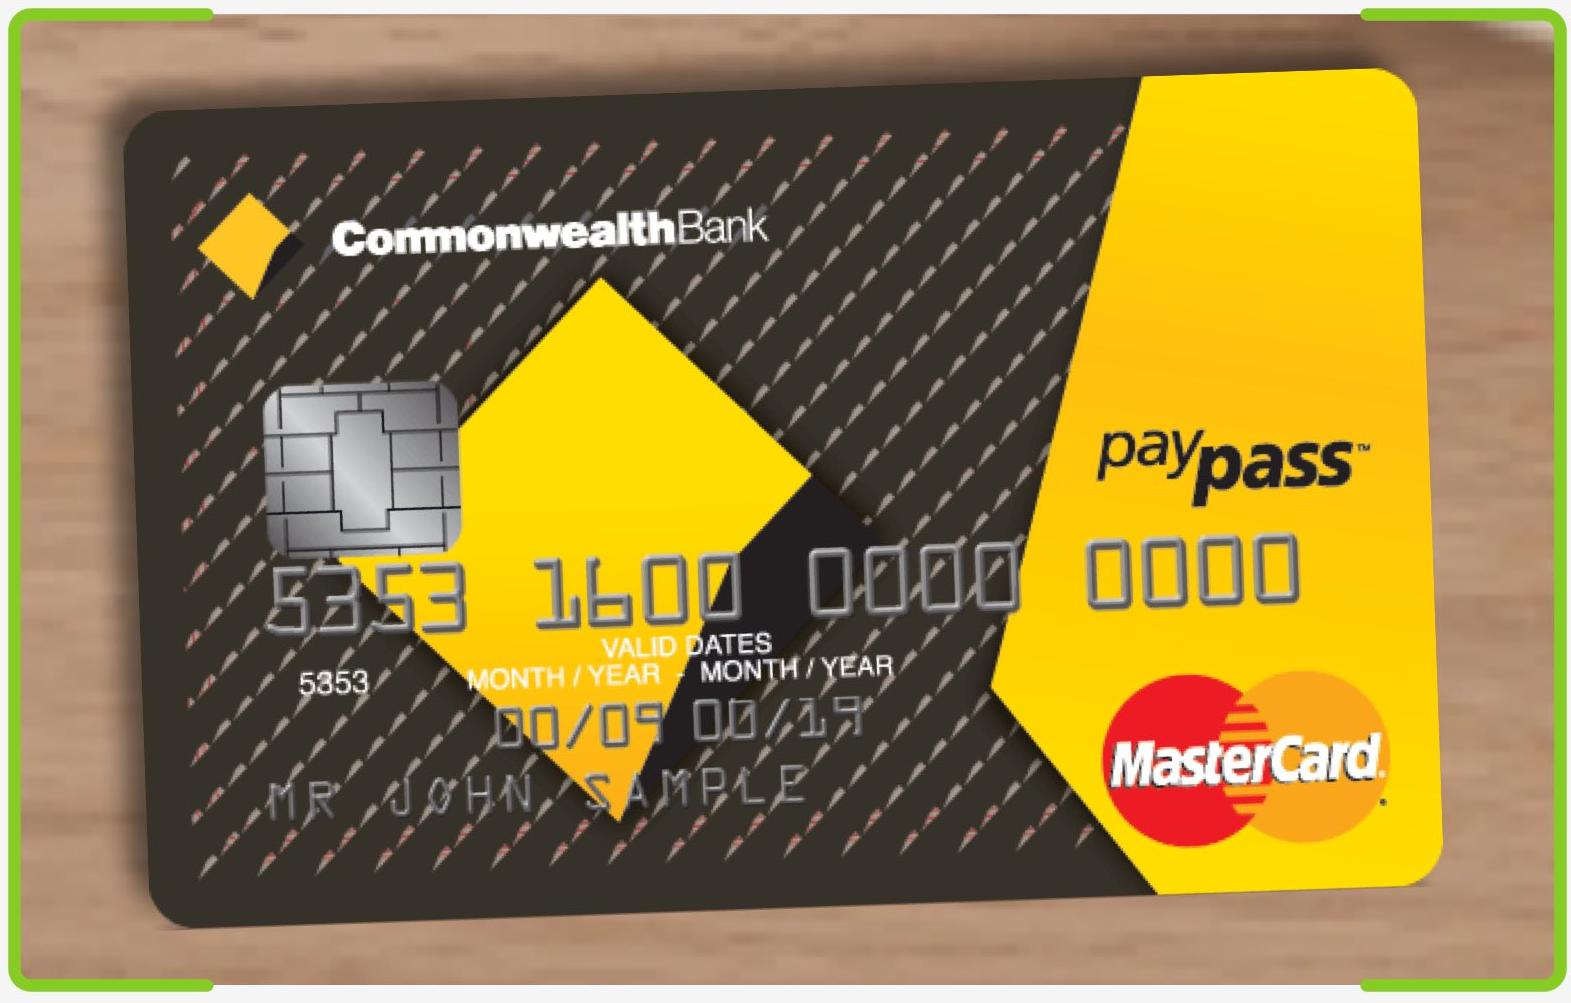 CommonwealthBank
paypass™
5353 1600 0000 0000
VALID DATES
5353 MONTH / YEAR - MONTH / YEAR
00/09 00/19
MR JOHN SAMPLE
MasterCard.